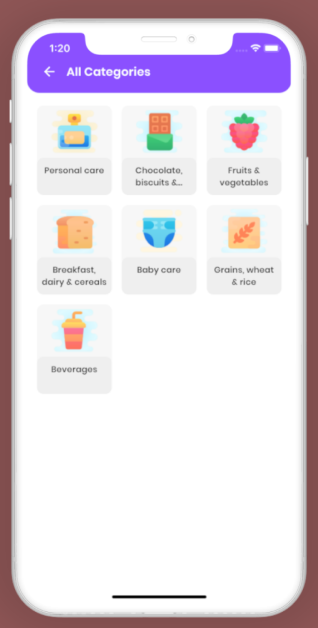 1:20
All Categories
Personal care
Chocolate,
biscuits &...
Fruits &
vegetables
Breakfast,
dairy & cereals
Baby care
Grains, wheat
& rice
Beverages